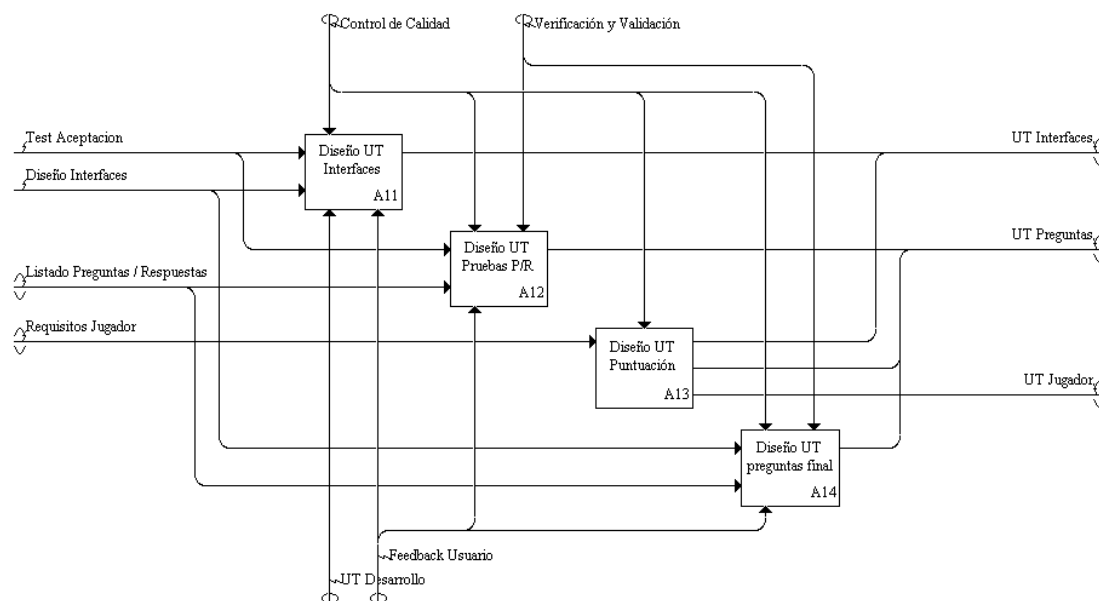 Control de Calidad
Verificación y Validación
Test Aceptacion
Diseño UT
Interfaces
A11
UT Interfaces
Diseño Interfaces
Diseño UT
Pruebas P/R
A12
UT Preguntas
Listado Preguntas / Respuestas
Requisitos Jugador
Diseño UT
Puntuación
A13
UT Jugador
Diseño UT
preguntas final
A14
Feedback Usuario
UT Desarrollo